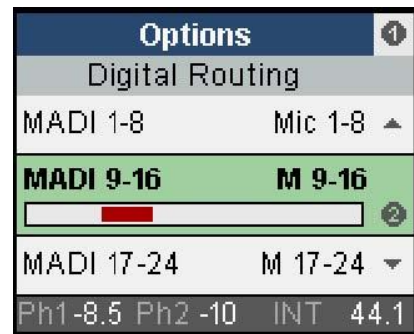 Options 1
Digital Routing
MADI 1-8 Mic 1-8
MADI 9-16 M 9-16
2
MADI 17-24 M 17-24
Ph1 -8.5 Ph2 -10 INT 44.1